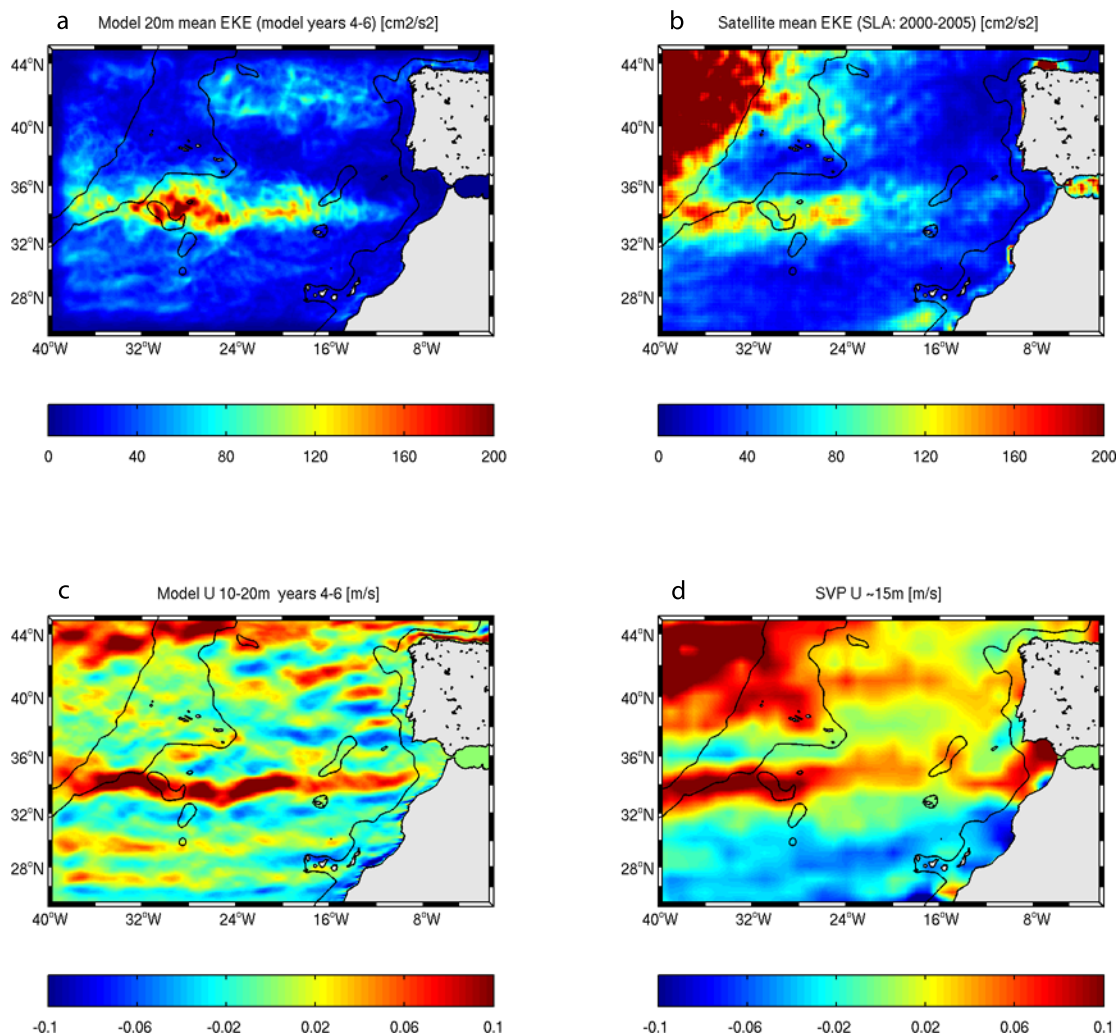 a Model 20m mean EKE (model years 4-6) [cm2/s2]
b Satellite mean EKE (SLA: 2000-2005) [cm2/s2]
44°N
40°N
36°N
32°N
28°N
40°W 32°W 24°W 16°W 8°W
44°N
40°N
36°N
32°N
28°N
40°W 32°W 24°W 16°W 8°W
0 40 80 120 160 200
0 40 80 120 160 200
c Model U 10-20m years 4-6 [m/s]
d SVP U ~15m [m/s]
44°N
40°N
36°N
32°N
28°N
40°W 32°W 24°W 16°W 8°W
44°N
40°N
36°N
32°N
28°N
40°W 32°W 24°W 16°W 8°W
-0.1 -0.06 -0.02 0.02 0.06 0.1
-0.1 -0.06 -0.02 0.02 0.06 0.1